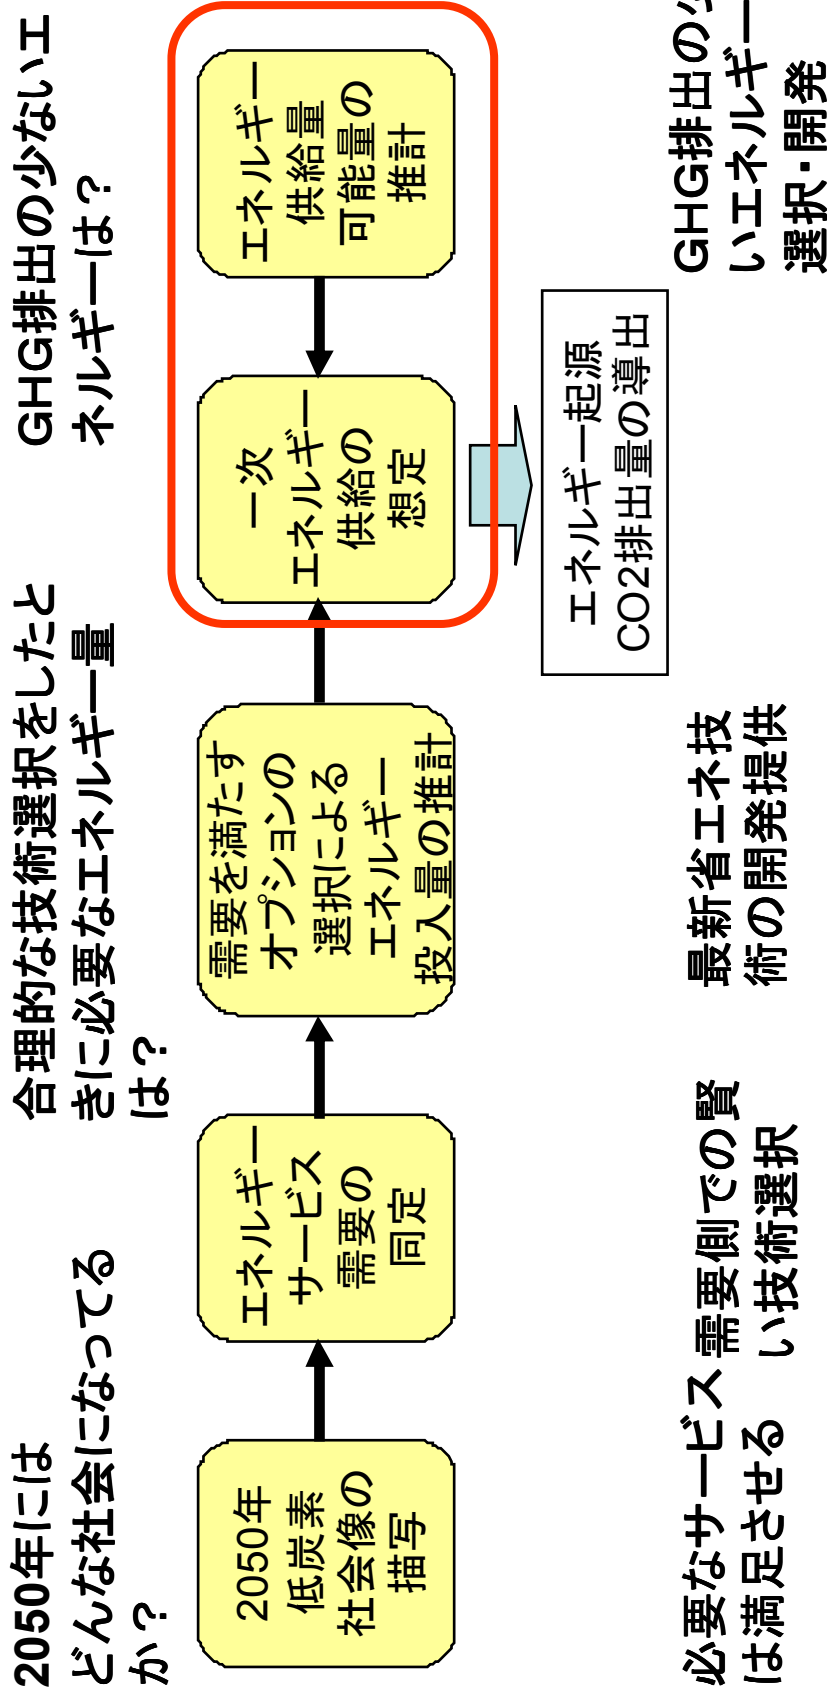 2050年には
どんな社会になってる
か？
合理的な技術選択をしたと
きに必要なエネルギー量
は？
GHG排出の少ないエ
ネルギーは？
2050年
低炭素
社会像の
描写
エネルギー
サービス
需要の
同定
需要を満たす
オプションの
選択による
エネルギー
投入量の推計
一次
エネルギー
供給の
想定
エネルギー
供給量
可能量の
推計
エネルギー起源
CO2排出量の導出
必要なサービス
は満足させる
需要側での賢
い技術選択
最新省エネ技
術の開発提供
GHG排出の少
いエネルギー
選択・開発